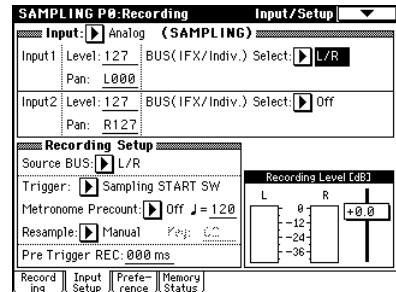 SAMPLING P0:Recording Input/Setup
Input: Analog (SAMPLING)
Input1 Level: 127 BUS(IFX/Indiv.) Select: L/R
Pan: L000
Input2 Level: 127 BUS(IFX/Indiv.) Select: Off
Pan: R127
Recording Setup
Source BUS: L/R
Trigger: Sampling START SW
Metronome Precount: Off ♩= 120
Resample: Manual Key: C2
Pre Trigger REC: 000 ms
Recording Level [dB]
L R
0 +0.0
-12
-24
-36
Record ing
Input Setup
Prefe- rence
Memory Status